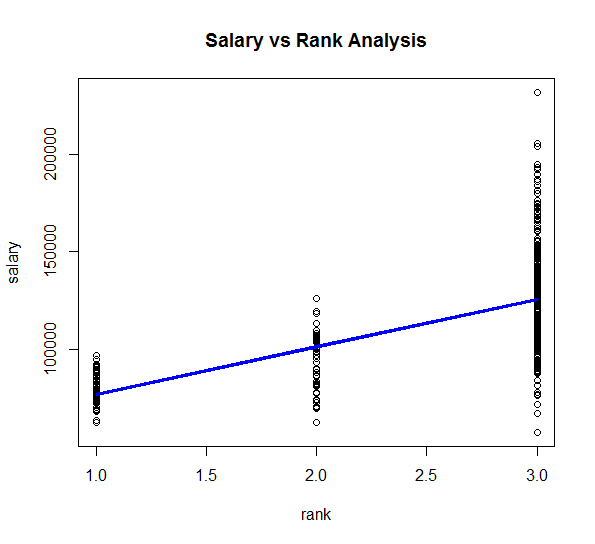 Salary vs Rank Analysis
salary
200000
150000
100000
1.0 1.5 2.0 2.5 3.0
rank